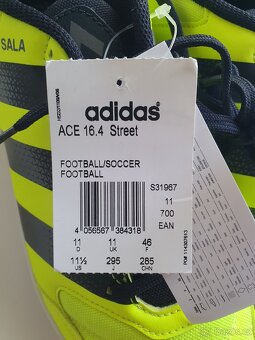 SALA
adidas
ACE 16.4 Street
FOOTBALL/SOCCER
FOOTBALL
S31967
11
700
EAN
4 056567 384318
11 11 46
D UK F
11½ 295 285
US J CHN